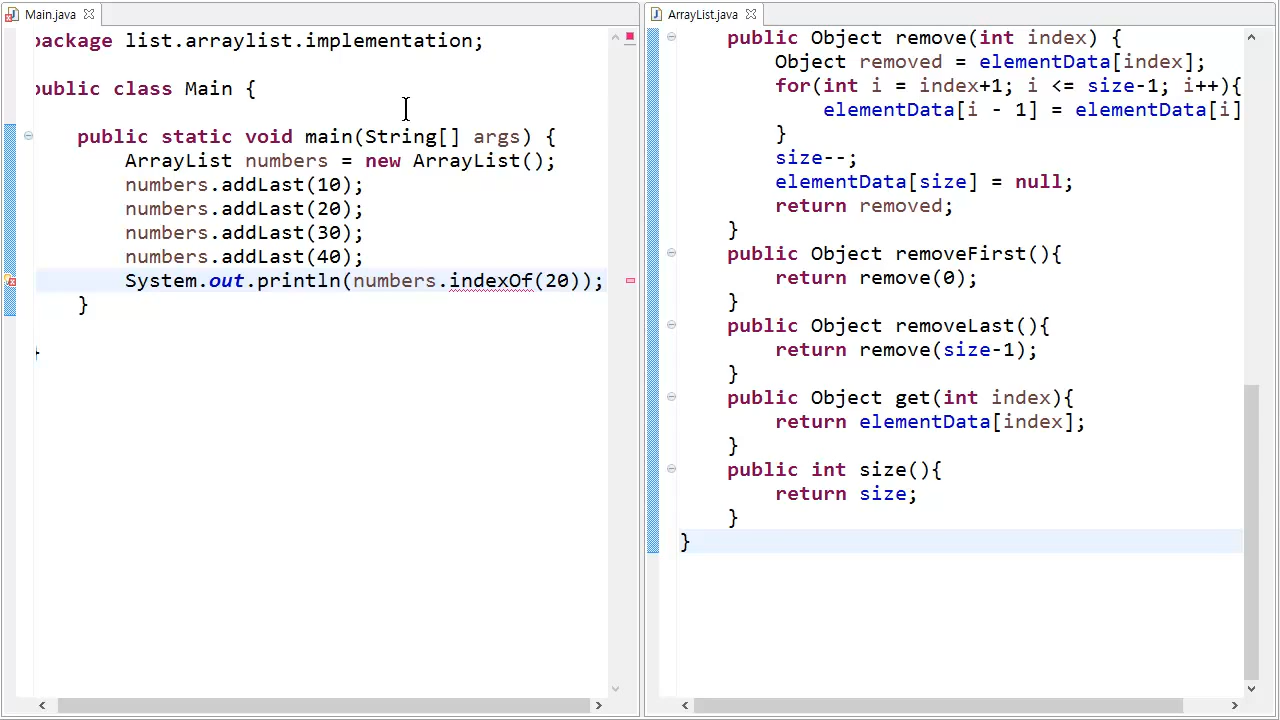 Main.java
package list.arraylist.implementation;
public class Main {
public static void main(String[] args) {
ArrayList numbers = new ArrayList();
numbers.addLast(10);
numbers.addLast(20);
numbers.addLast(30);
numbers.addLast(40);
System.out.println(numbers.indexOf(20));
}
}
ArrayList.java
public Object remove(int index) {
Object removed = elementData[index];
for(int i = index+1; i <= size-1; i++){
elementData[i - 1] = elementData[i]
}
size--;
elementData[size] = null;
return removed;
}
public Object removeFirst(){
return remove(0);
}
public Object removeLast(){
return remove(size-1);
}
public Object get(int index){
return elementData[index];
}
public int size(){
return size;
}
}